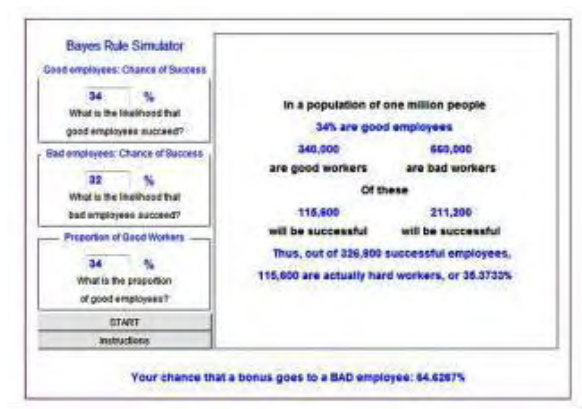 Bayes Rule Simulator
Good employees: Chance of Success
34 %
What is the likelihood that
good employees succeed?
Bad employees: Chance of Success
32 %
What is the likelihood that
bad employees succeed?
Proportion of Good Workers
34 %
What is the proportion
of good employees?
START
Instructions
In a population of one million people
34% are good employees
340,000 660,000
are good workers are bad workers
Of these
115,600 211,200
will be successful will be successful
Thus, out of 326,800 successful employees,
115,600 are actually hard workers, or 35.3733%
Your chance that a bonus goes to a BAD employee: 64.6267%